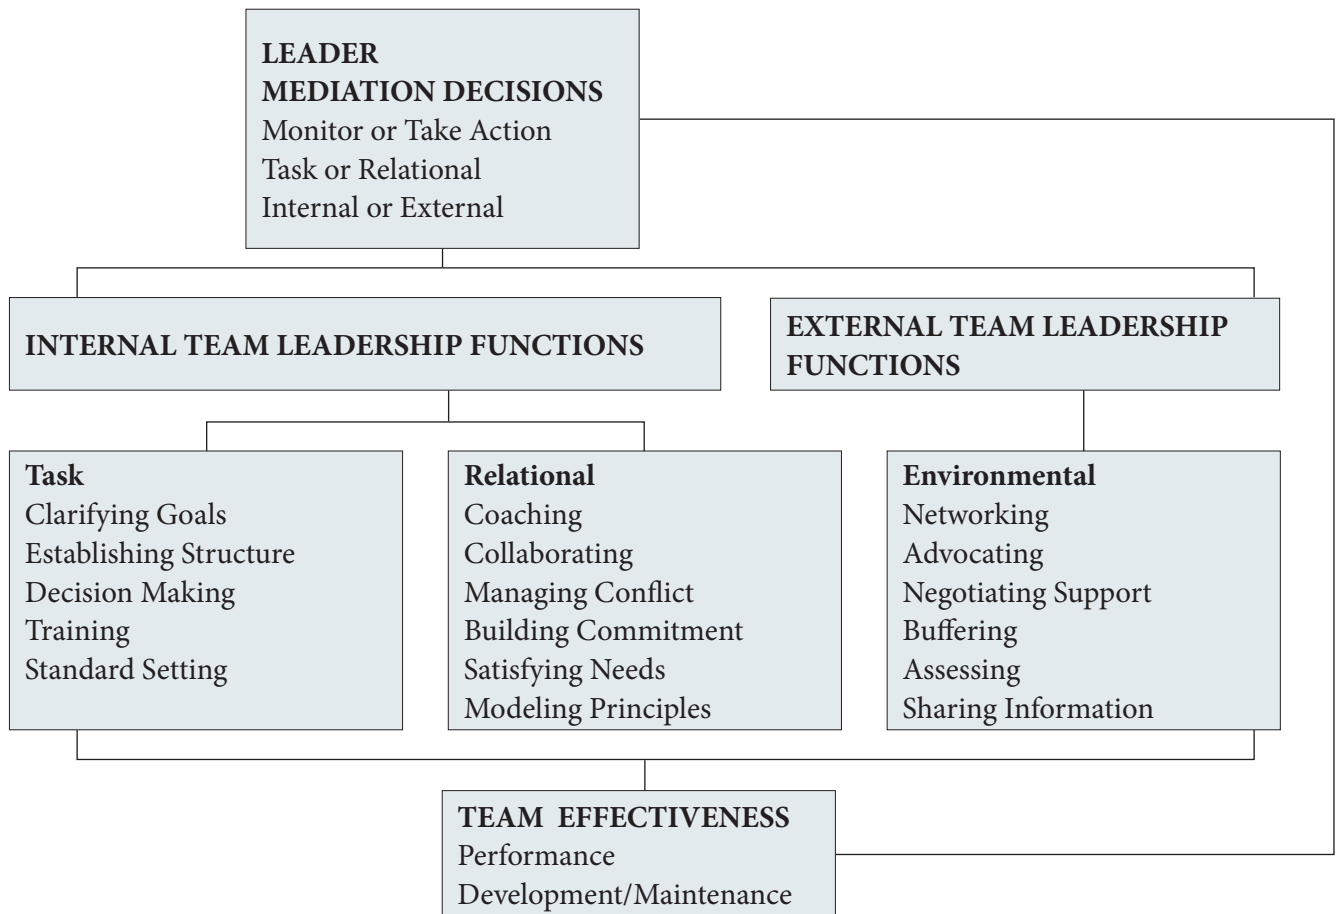 LEADER
MEDIATION DECISIONS
Monitor or Take Action
Task or Relational
Internal or External
INTERNAL TEAM LEADERSHIP FUNCTIONS
EXTERNAL TEAM LEADERSHIP
FUNCTIONS
Task
Clarifying Goals
Establishing Structure
Decision Making
Training
Standard Setting
Relational
Coaching
Collaborating
Managing Conflict
Building Commitment
Satisfying Needs
Modeling Principles
Environmental
Networking
Advocating
Negotiating Support
Buffering
Assessing
Sharing Information
TEAM EFFECTIVENESS
Performance
Development/Maintenance